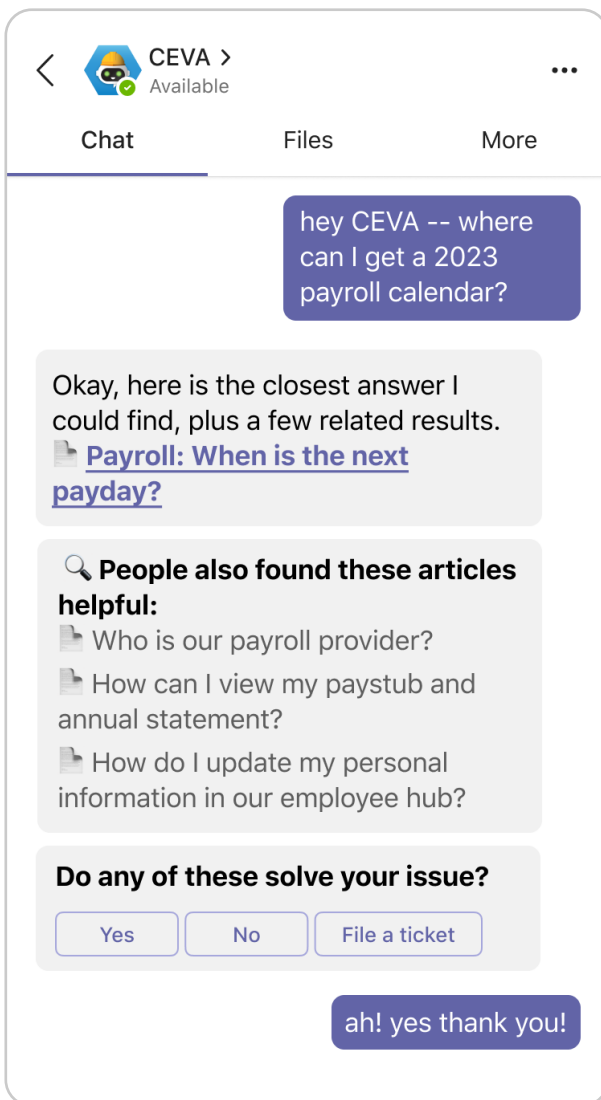 CEVA >
Available
Chat Files More
hey CEVA -- where
can I get a 2023
payroll calendar?
Okay, here is the closest answer I
could find, plus a few related results.
Payroll: When is the next
payday?
People also found these articles
helpful:
Who is our payroll provider?
How can I view my paystub and
annual statement?
How do I update my personal
information in our employee hub?
Do any of these solve your issue?
Yes No File a ticket
ah! yes thank you!